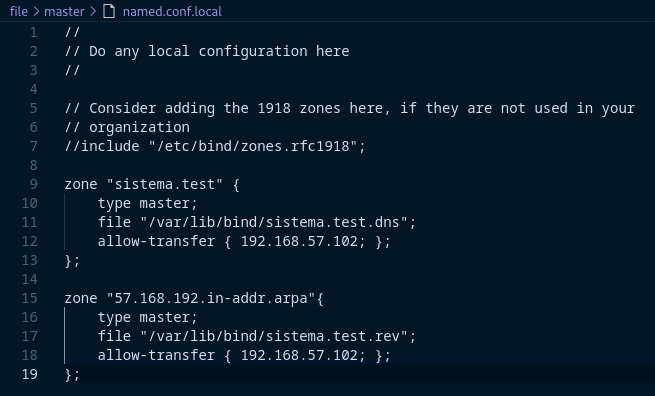 file > master > named.conf.local
1 //
2 // Do any local configuration here
3 //
4
5 // Consider adding the 1918 zones here, if they are not used in your
6 // organization
7 //include "/etc/bind/zones.rfc1918";
8
9 zone "sistema.test" {
10     type master;
11     file "/var/lib/bind/sistema.test.dns";
12     allow-transfer { 192.168.57.102; };
13 };
14
15 zone "57.168.192.in-addr.arpa"{
16     type master;
17     file "/var/lib/bind/sistema.test.rev";
18     allow-transfer { 192.168.57.102; };
19 };